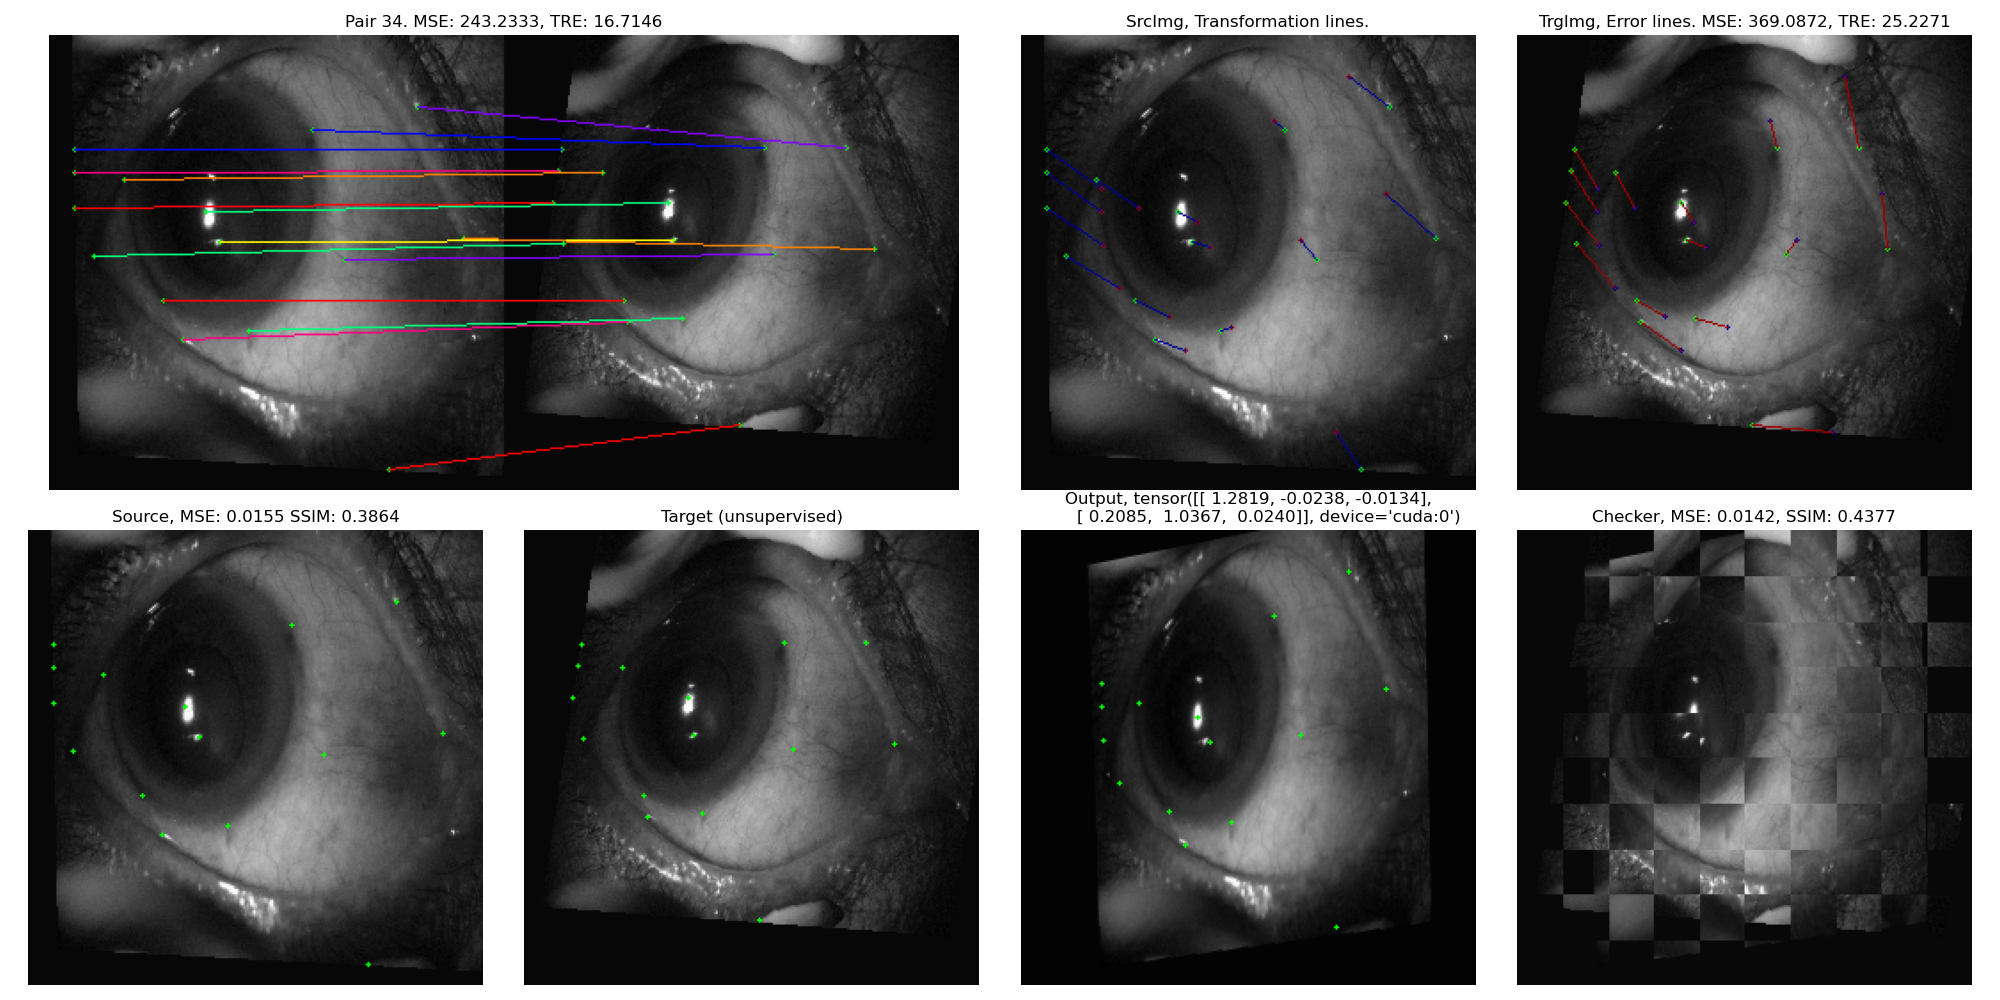 Pair 34. MSE: 243.2333, TRE: 16.7146
SrcImg, Transformation lines.
TrgImg, Error lines. MSE: 369.0872, TRE: 25.2271
Source, MSE: 0.0155 SSIM: 0.3864
Target (unsupervised)
Output, tensor([[ 1.2819, -0.0238, -0.0134],
[ 0.2085,  1.0367,  0.0240]], device='cuda:0')
Checker, MSE: 0.0142, SSIM: 0.4377